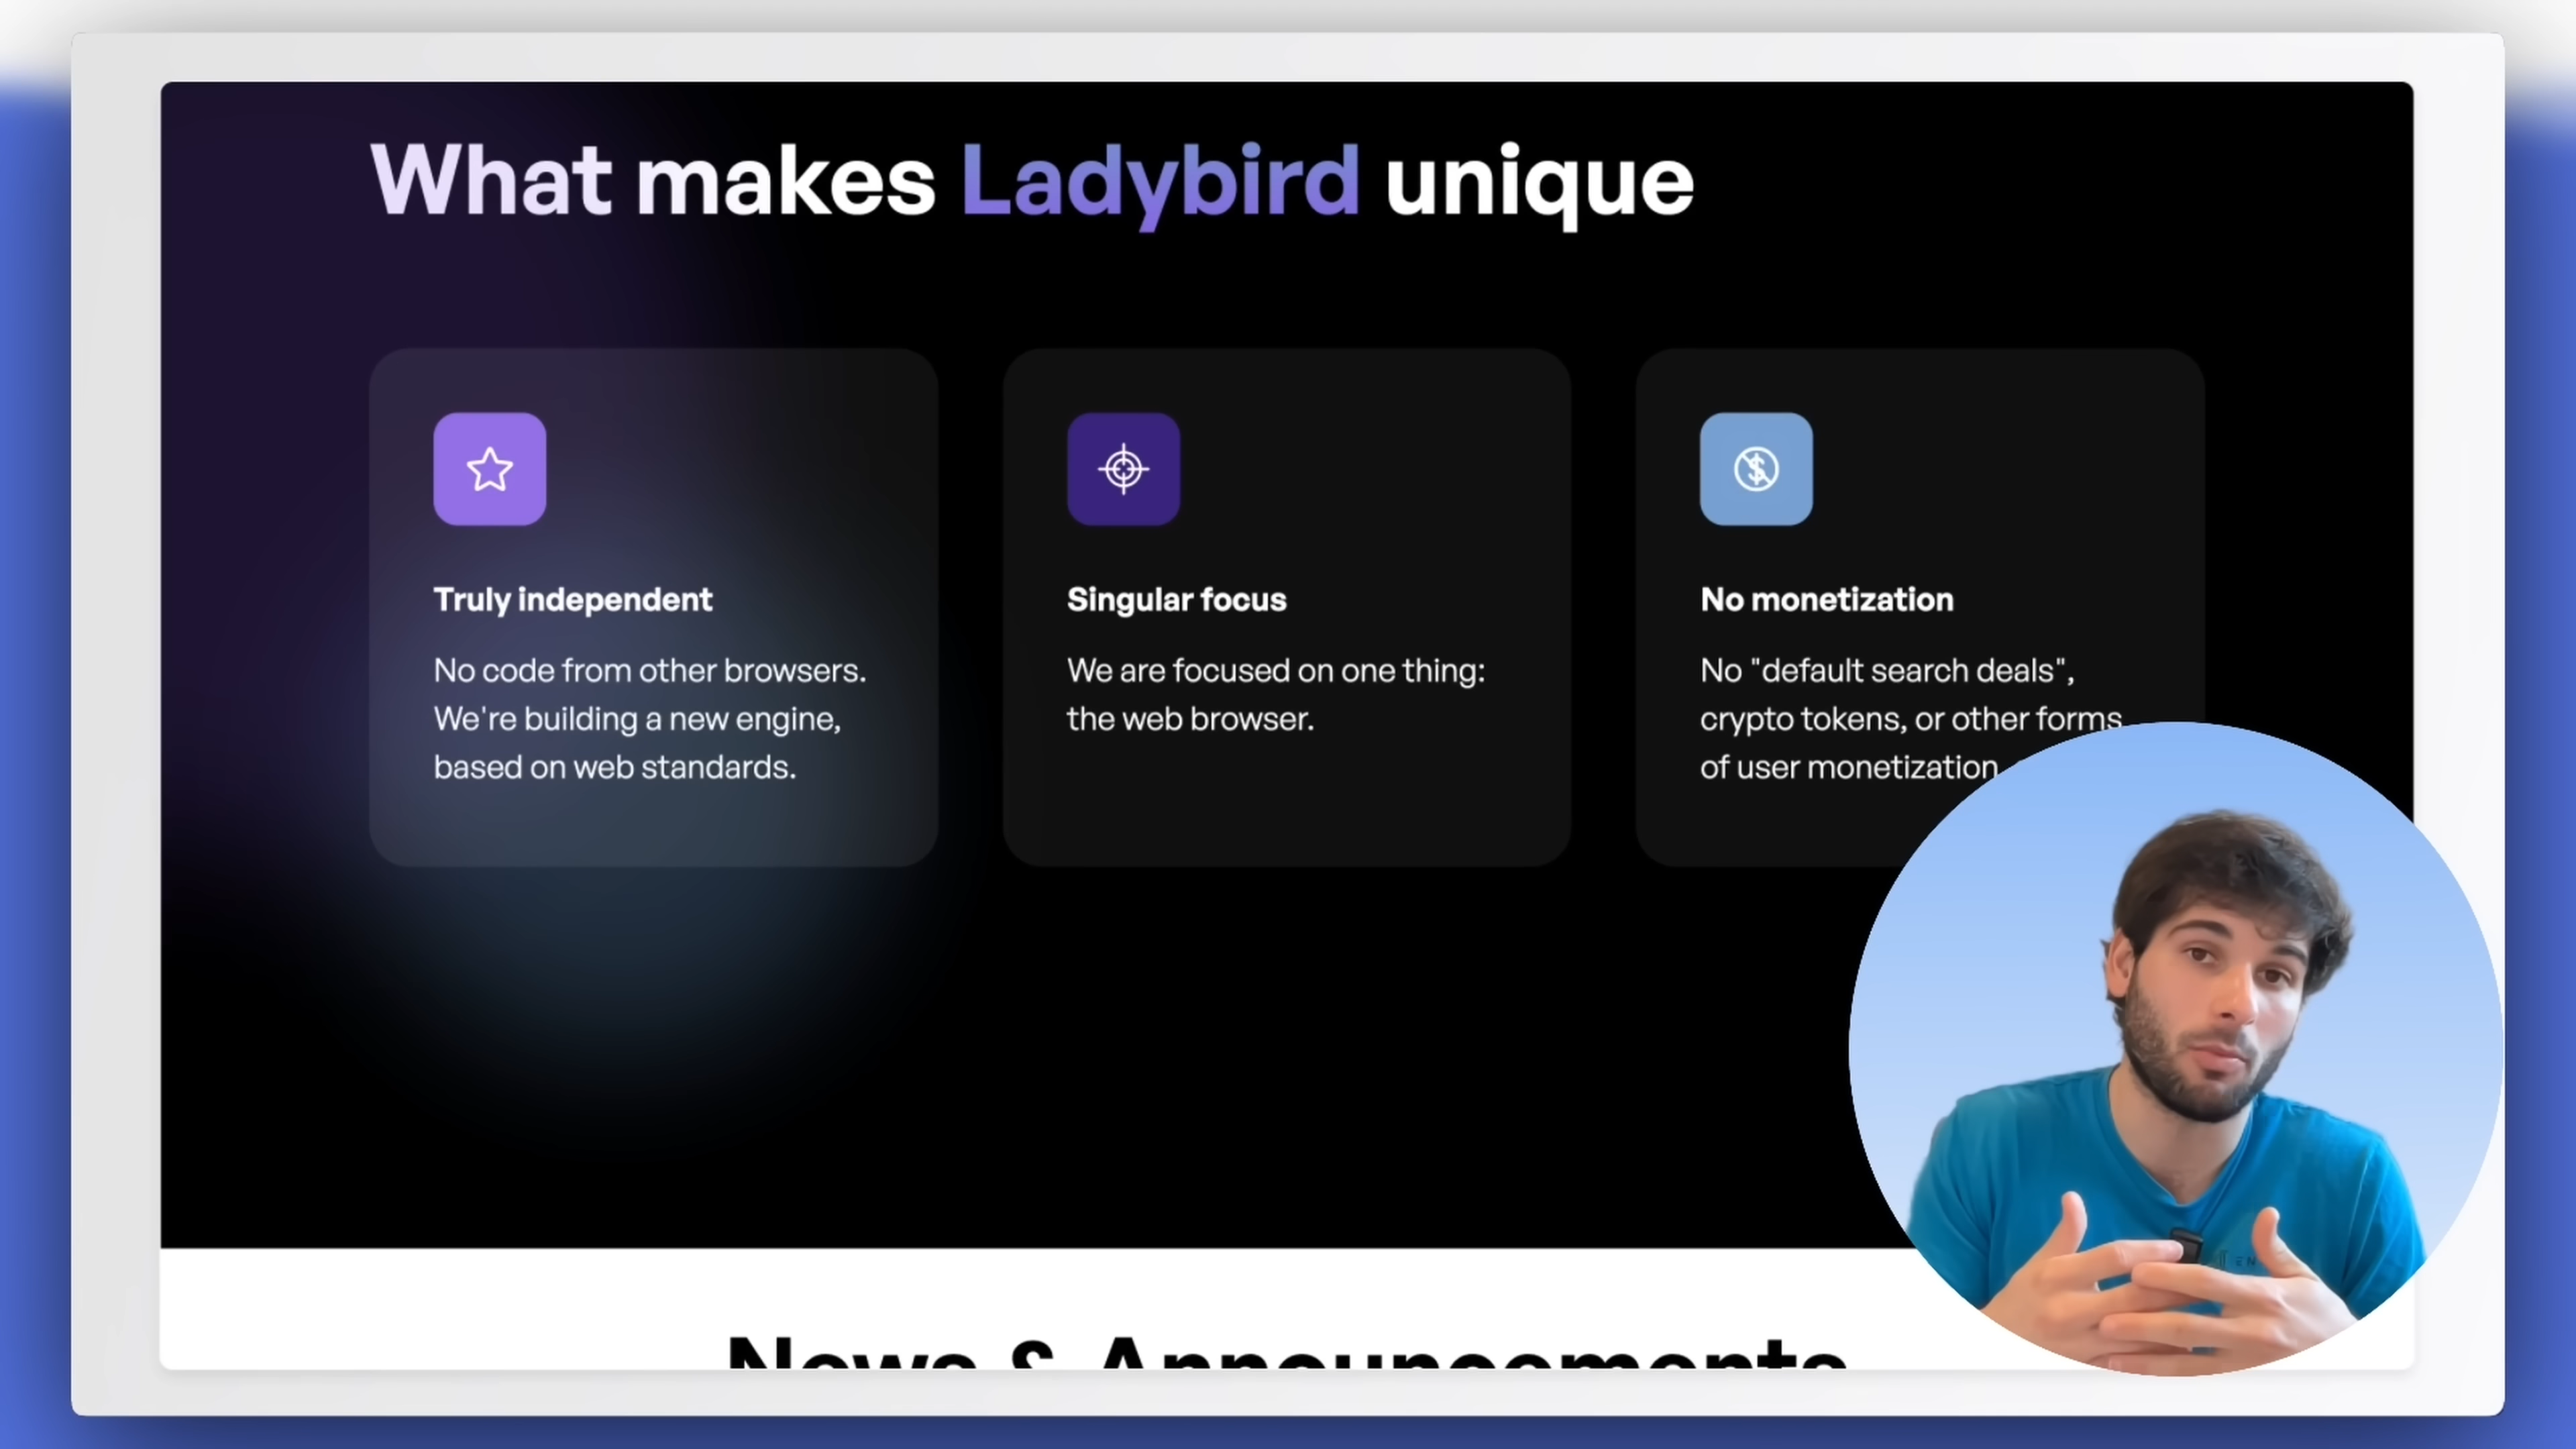 What makes Ladybird unique
Truly independent
No code from other browsers.
We're building a new engine,
based on web standards.
Singular focus
We are focused on one thing:
the web browser.
No monetization
No "default search deals",
crypto tokens, or other forms
of user monetization
News & Announcements